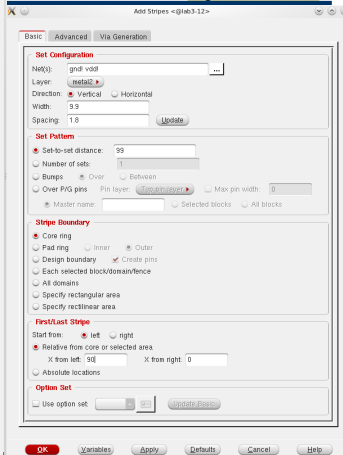 Add Stripes <@lab3-12>
Basic Advanced Via Generation
Set Configuration
Net(s): gnd! vdd! ...
Layer: metal2
Direction: Vertical Horizontal
Width: 9.9
Spacing: 1.8 Update
Set Pattern
Set-to-set distance: 99
Number of sets: 1
Bumps Over Between
Over P/G pins Pin layer: Top pin layer Max pin width: 0
Master name: Selected blocks All blocks
Stripe Boundary
Core ring
Pad ring Inner Outer
Design boundary Create pins
Each selected block/domain/fence
All domains
Specify rectangular area
Specify rectilinear area
First/Last Stripe
Start from: left right
Relative from core or selected area
X from left: 90 X from right: 0
Absolute locations
Option Set
Use option set: Update Basic
OK Variables Apply Defaults Cancel Help